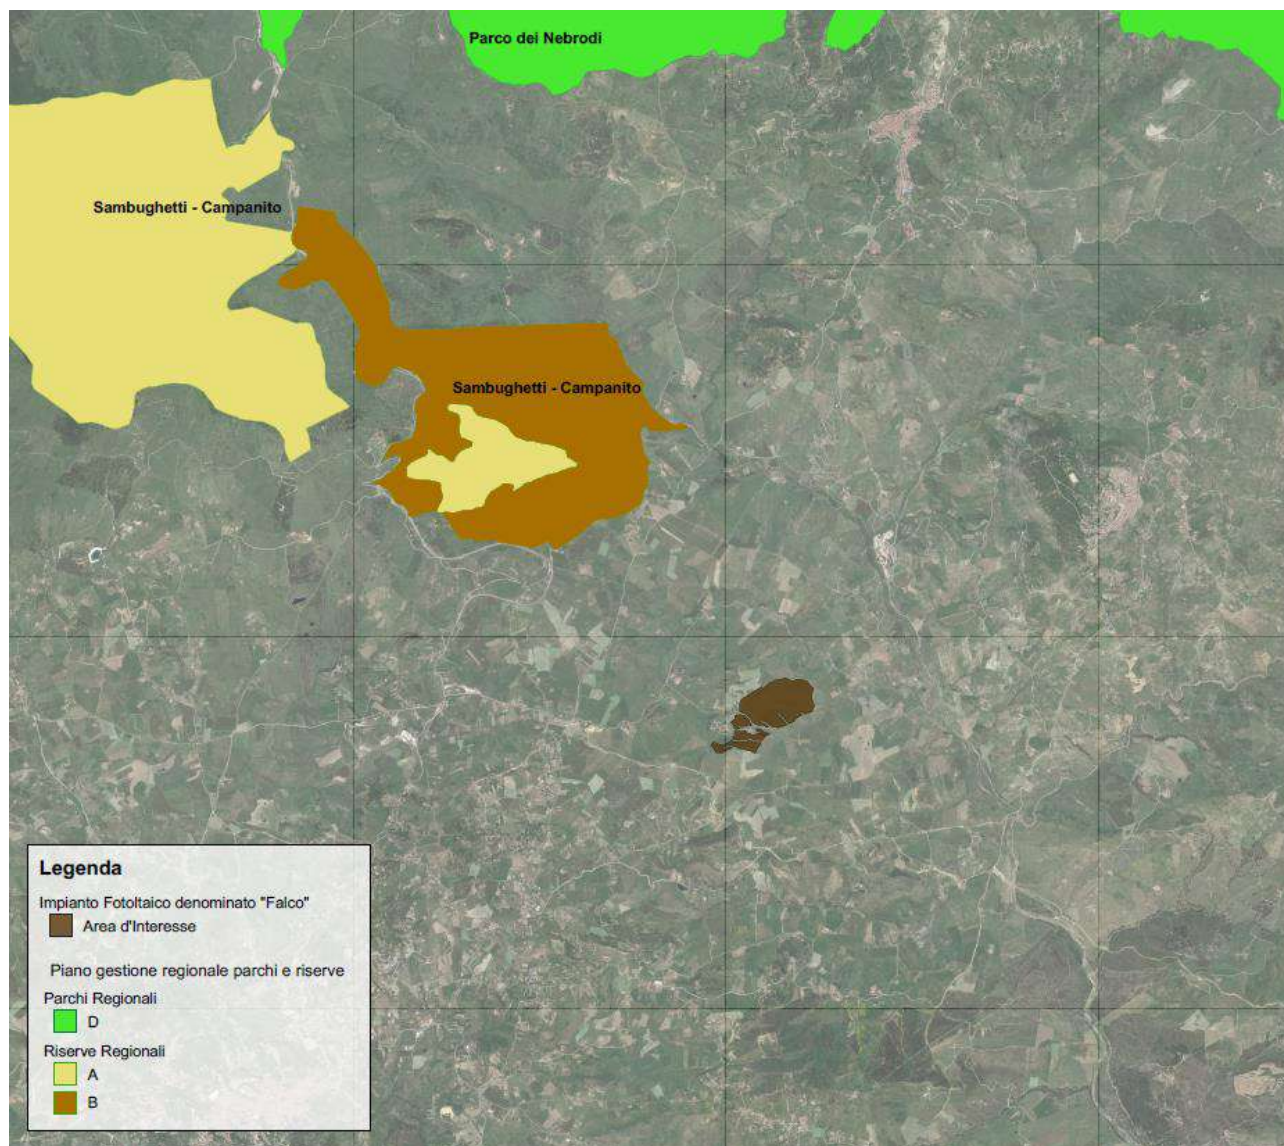 Parco dei Nebrodi
Sambughetti - Campanito
Sambughetti - Campanito
Legenda
Impianto Fotoltaico denominato "Falco"
Area d'Interesse
Piano gestione regionale parchi e riserve
Parchi Regionali
D
Riserve Regionali
A
B